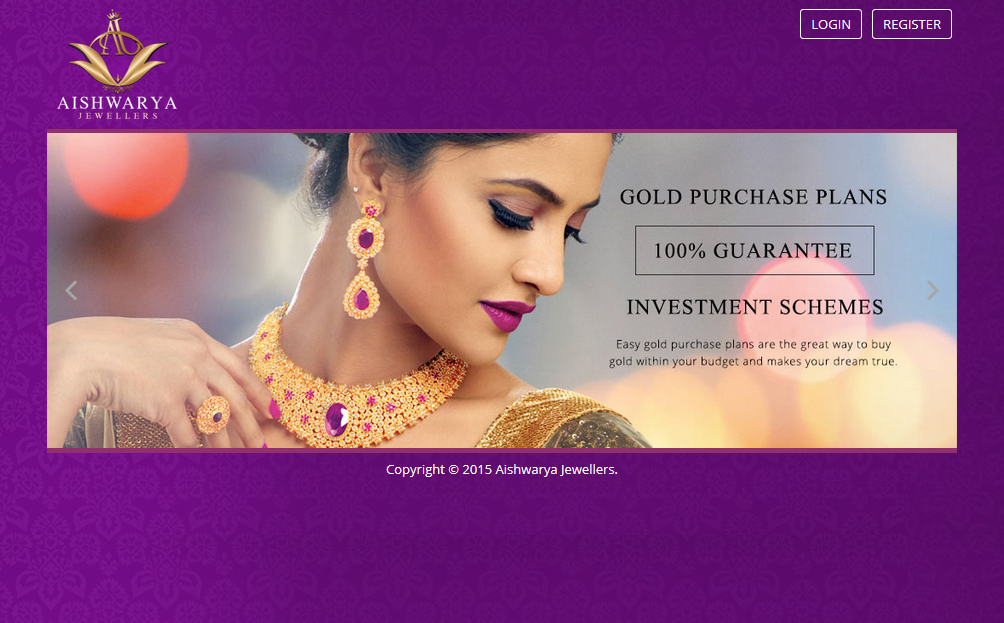 LOGIN REGISTER
AISHWARYA
JEWELLERS
GOLD PURCHASE PLANS
100% GUARANTEE
INVESTMENT SCHEMES
Easy gold purchase plans are the great way to buy
gold within your budget and makes your dream true.
Copyright © 2015 Aishwarya Jewellers.